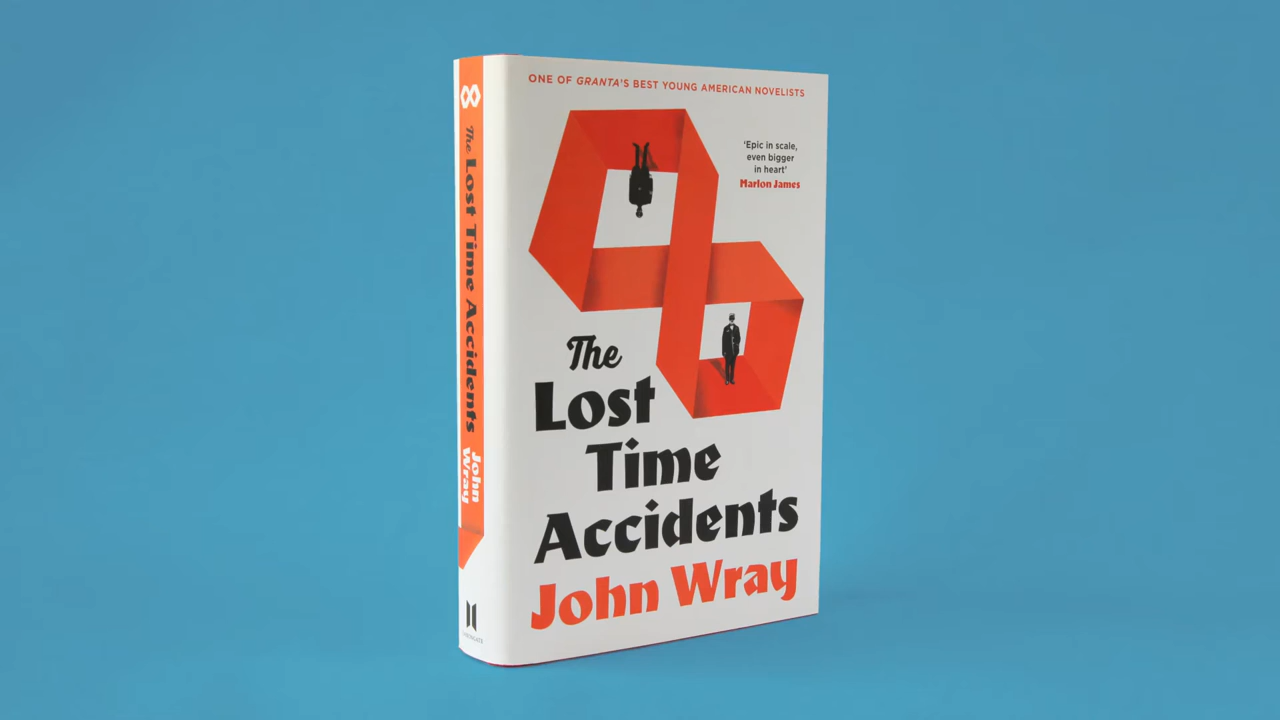 ONE OF GRANTA'S BEST YOUNG AMERICAN NOVELISTS
'Epic in scale,
even bigger
in heart'
Marlon James
The
Lost
Time
Accidents
John Wray
The Lost Time Accidents
John
Wray